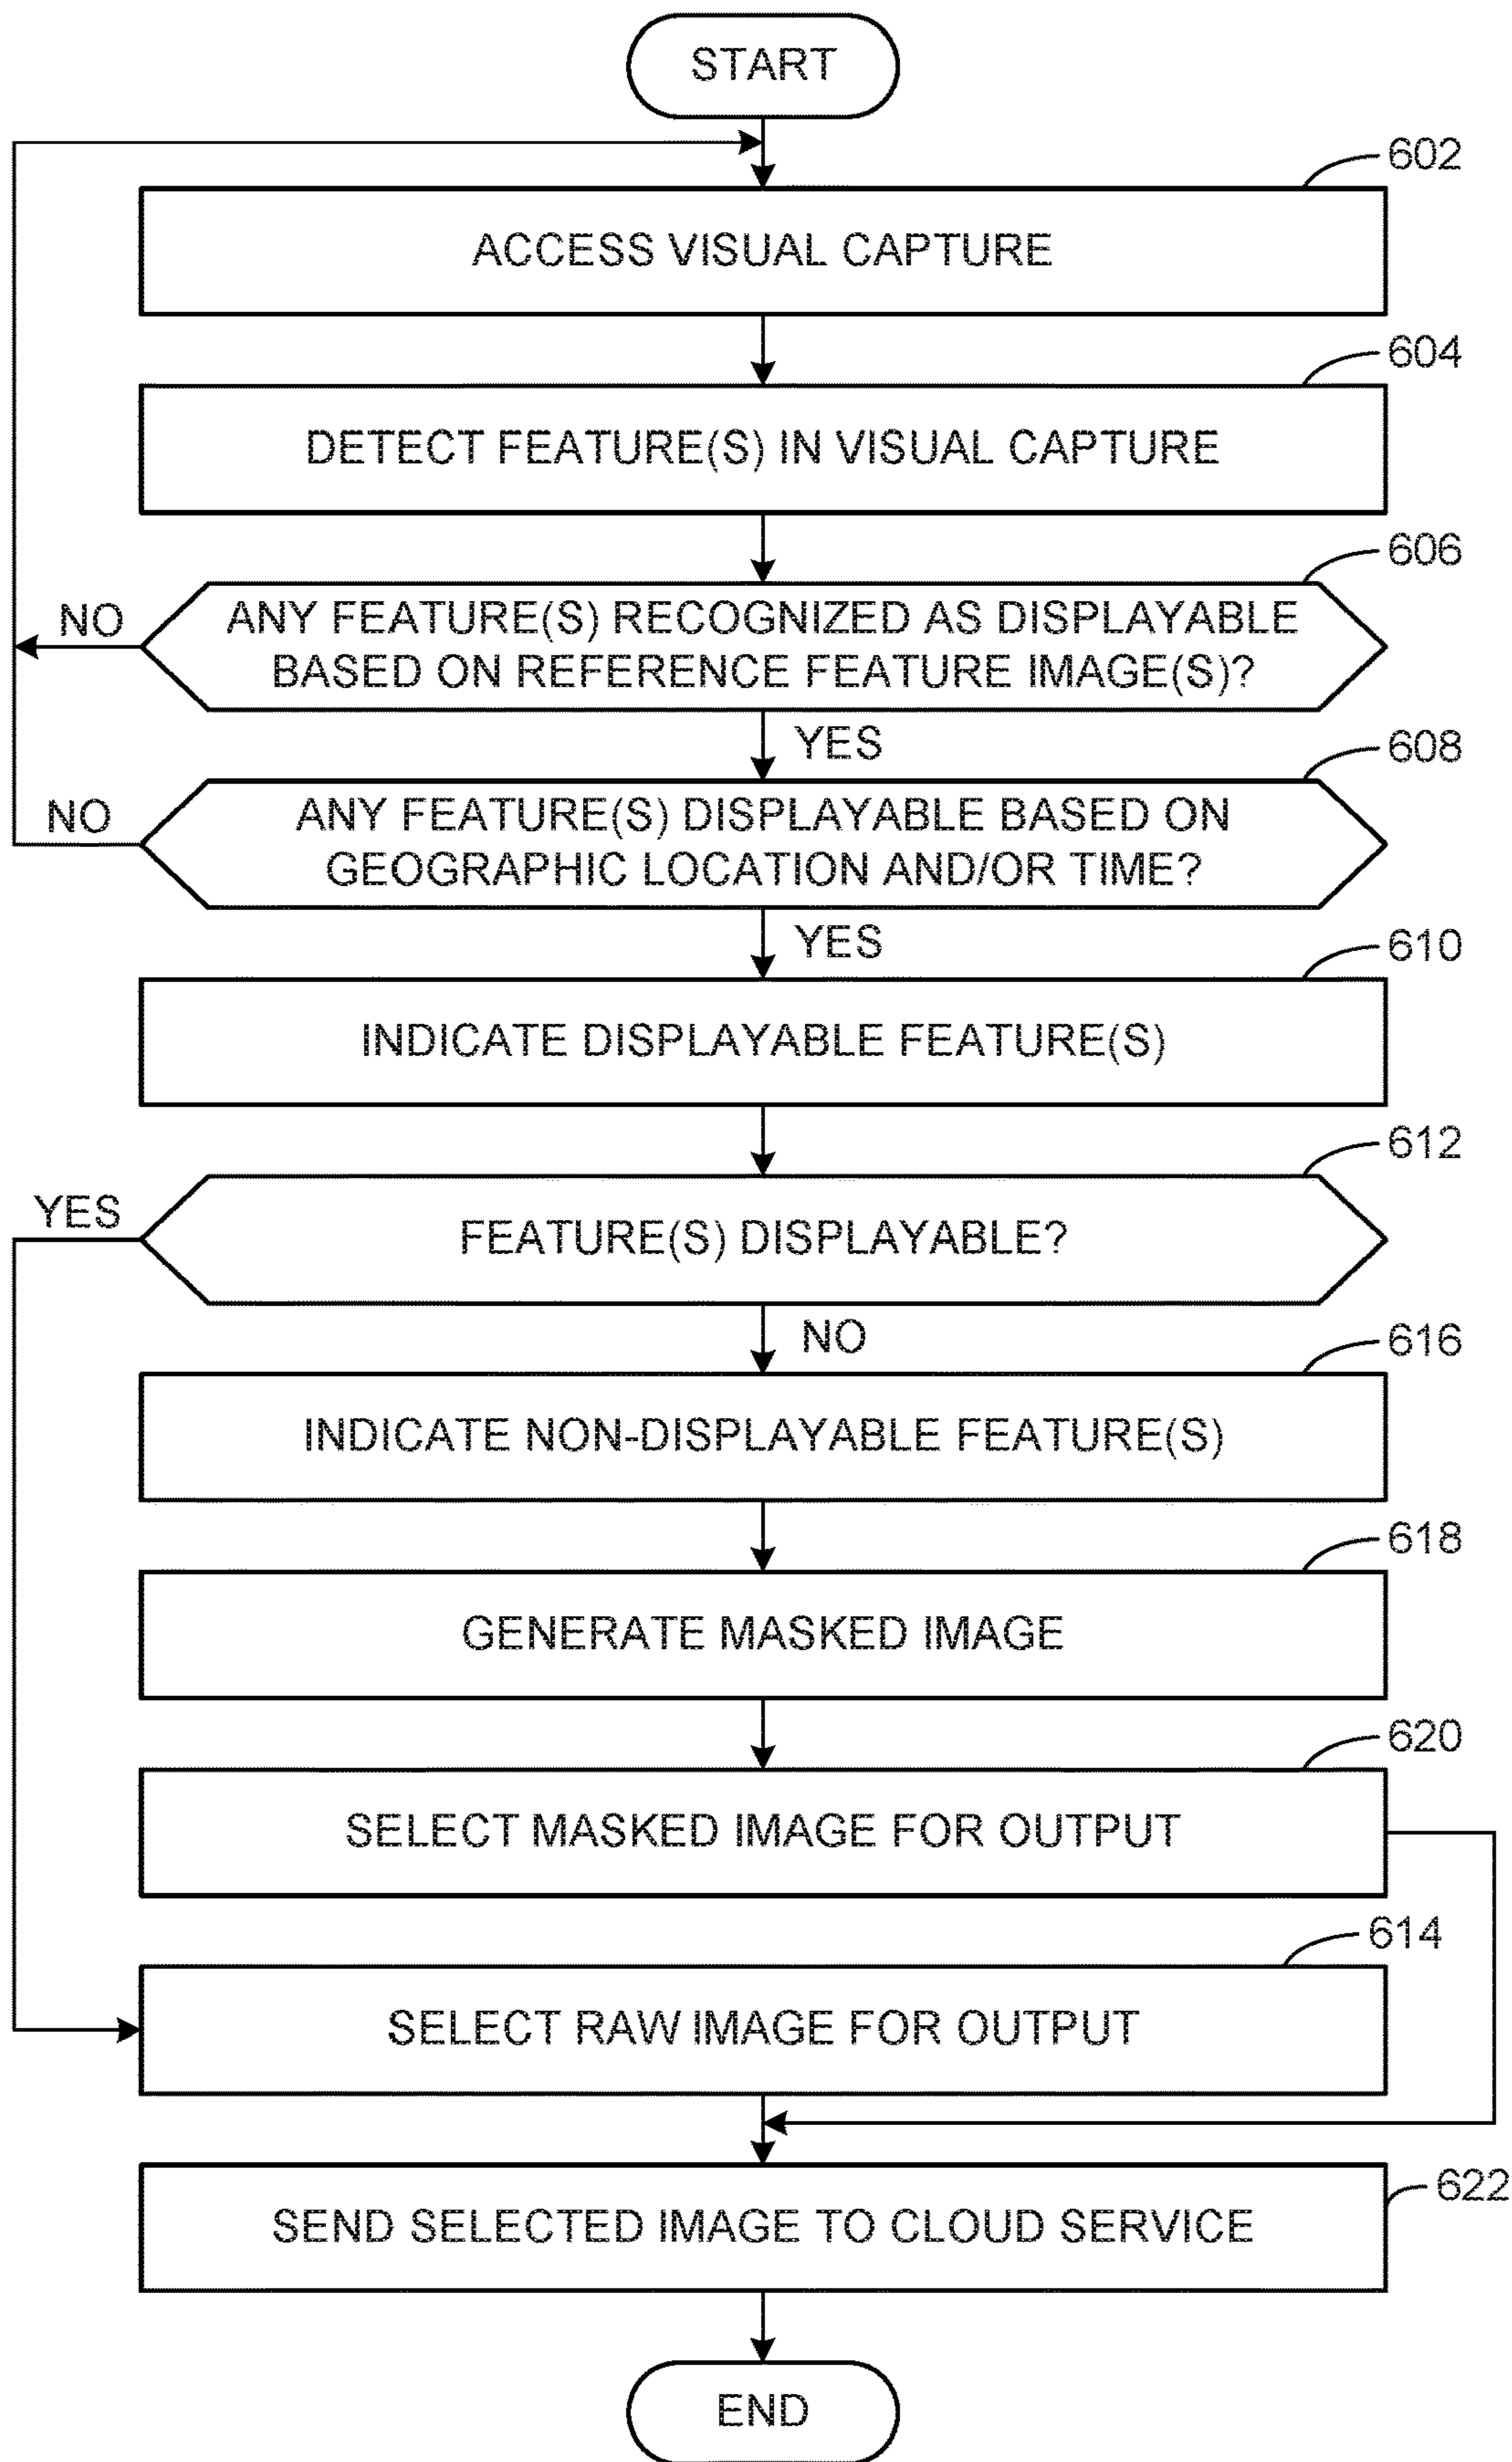 START
602
ACCESS VISUAL CAPTURE
604
DETECT FEATURE(S) IN VISUAL CAPTURE
606
NO
ANY FEATURE(S) RECOGNIZED AS DISPLAYABLE
BASED ON REFERENCE FEATURE IMAGE(S)?
YES
608
NO
ANY FEATURE(S) DISPLAYABLE BASED ON
GEOGRAPHIC LOCATION AND/OR TIME?
YES
610
INDICATE DISPLAYABLE FEATURE(S)
612
YES
FEATURE(S) DISPLAYABLE?
NO
616
INDICATE NON-DISPLAYABLE FEATURE(S)
618
GENERATE MASKED IMAGE
620
SELECT MASKED IMAGE FOR OUTPUT
614
SELECT RAW IMAGE FOR OUTPUT
622
SEND SELECTED IMAGE TO CLOUD SERVICE
END